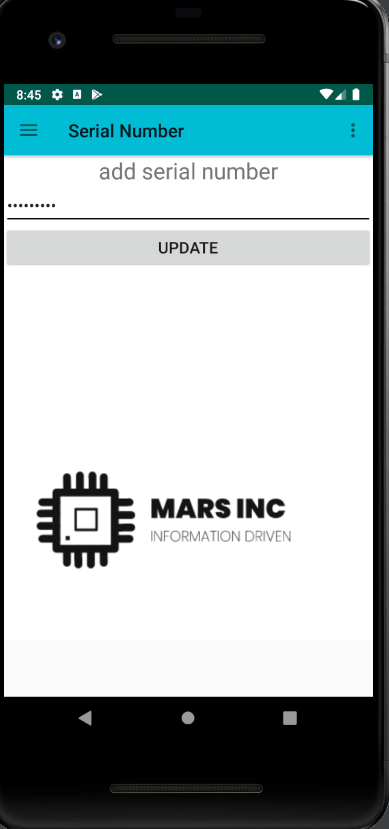 8:45
Serial Number
add serial number
•••••••••
UPDATE
MARS INC
INFORMATION DRIVEN